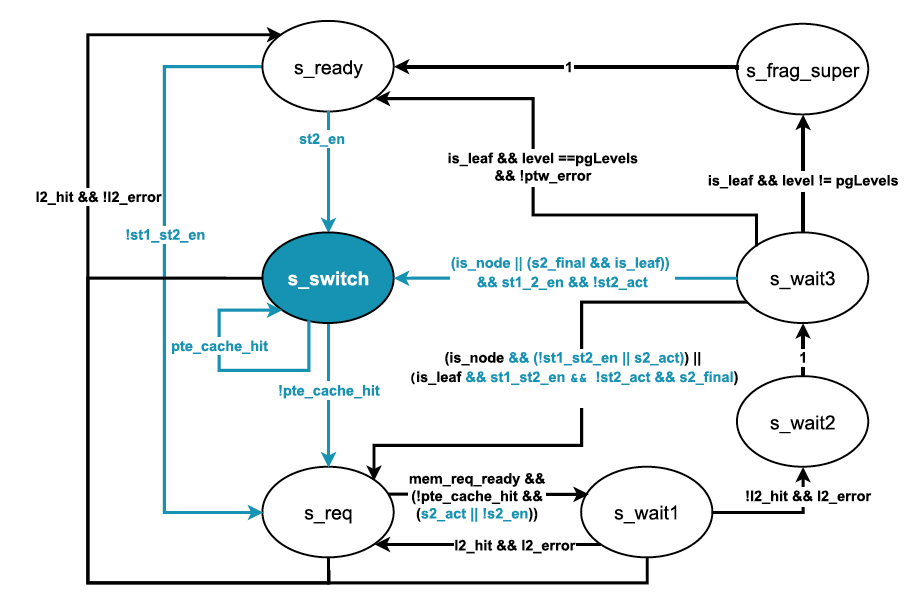 s_ready
1
s_frag_super
st2_en
is_leaf && level ==pgLevels
&& !ptw_error
is_leaf && level != pgLevels
l2_hit && !l2_error
!st1_st2_en
s_switch
(is_node || (s2_final && is_leaf))
&& st1_2_en && !st2_act
s_wait3
pte_cache_hit
(is_node && (!st1_st2_en || s2_act)) ||
(is_leaf && st1_st2_en && !st2_act && s2_final)
1
!pte_cache_hit
s_wait2
mem_req_ready &&
(!pte_cache_hit &&
(s2_act || !s2_en))
!l2_hit && l2_error
s_req
s_wait1
l2_hit && l2_error